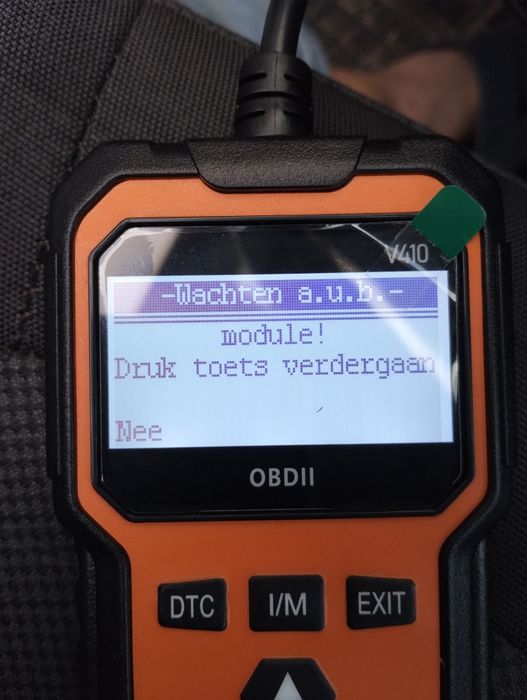 V410
-Wachten a.u.b.-
module!
Druk toets verdergaan
Nee
OBDII
DTC
I/M
EXIT